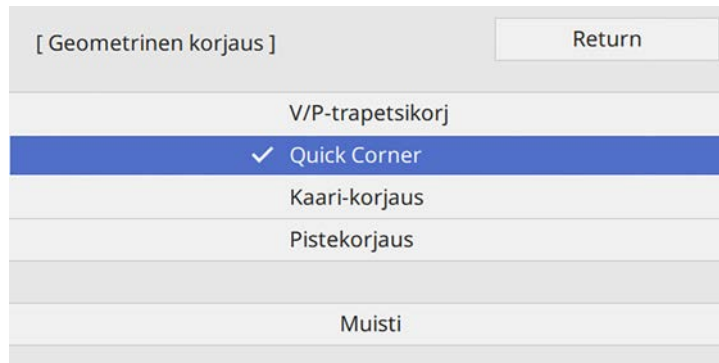 [ Geometrinen korjaus ]
Return
V/P-trapetsikorj
Quick Corner
Kaari-korjaus
Pistekorjaus
Muisti